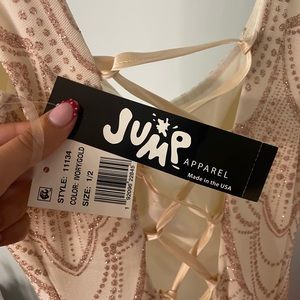 JUMP
APPAREL
Made in the USA
STYLE: 11134
COLOR: IVORY/GOLD
SIZE: 1/2